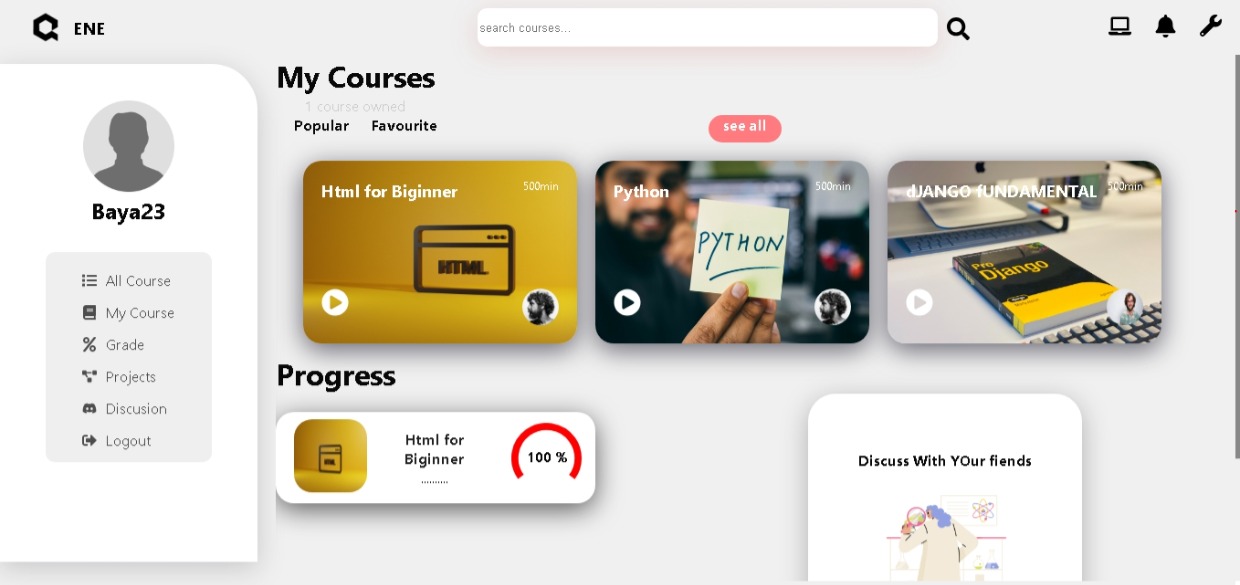 ENE
search courses...
My Courses
1 course owned
Popular Favourite
see all
Html for Biginner
500min
HTML
Python
500min
PYTHON
dJANGO fUNDAMENTAL
500min
Pro
Django
Baya23
All Course
My Course
Grade
Projects
Discusion
Logout
Progress
Html for
Biginner
..........
100 %
Discuss With YOur fiends